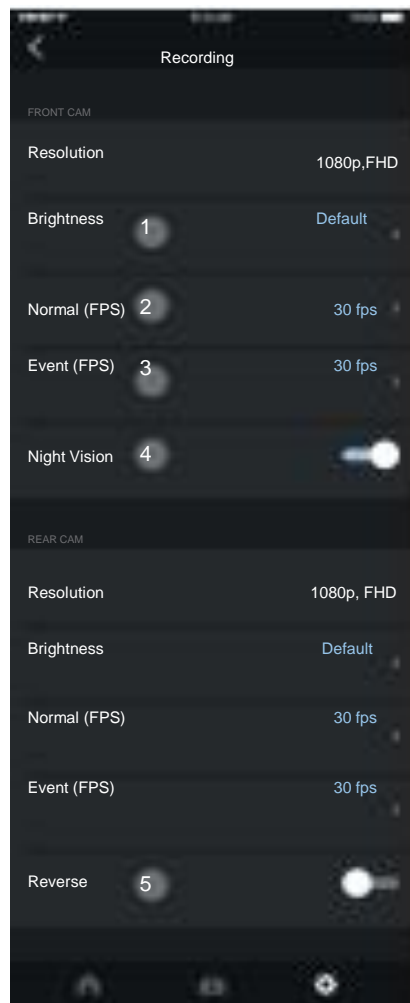 Recording
FRONT CAM
Resolution 1080p,FHD
Brightness 1 Default
Normal (FPS) 2 30 fps
Event (FPS) 3 30 fps
Night Vision 4
REAR CAM
Resolution 1080p, FHD
Brightness Default
Normal (FPS) 30 fps
Event (FPS) 30 fps
Reverse 5